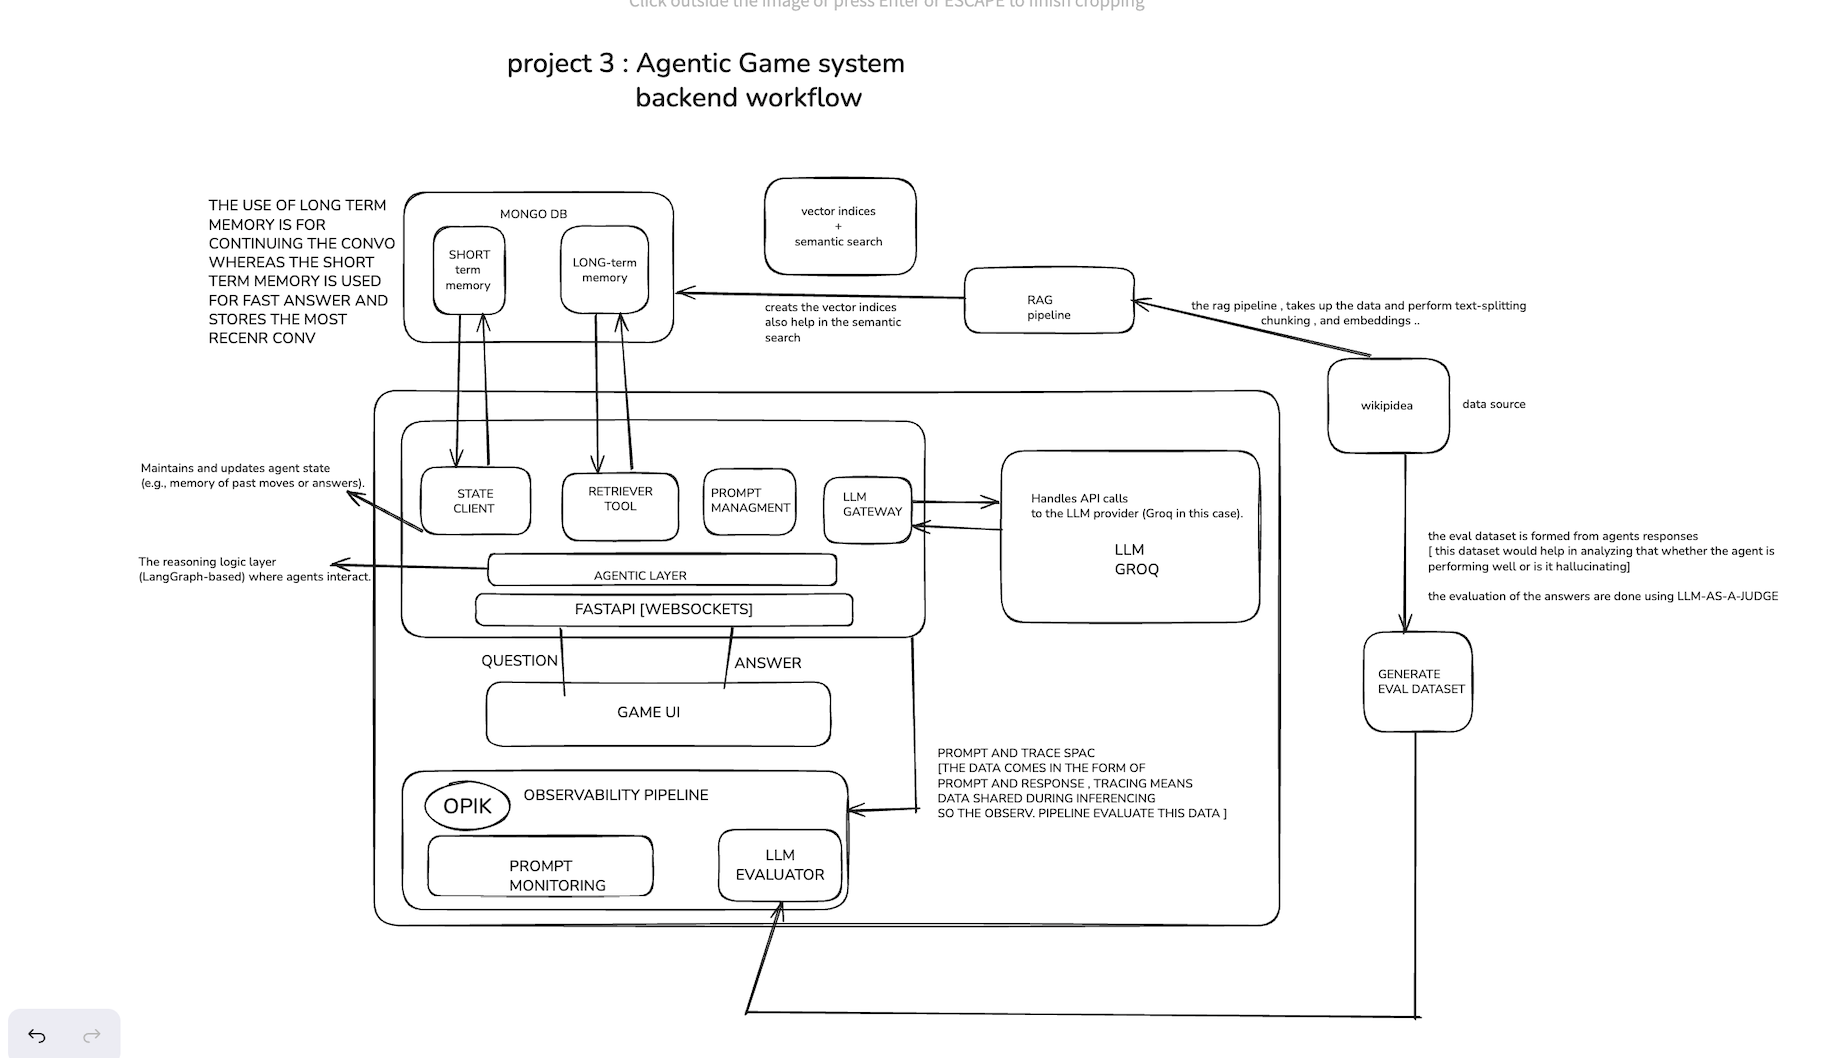 Click outside the image or press Enter or ESCAPE to finish cropping
project 3 : Agentic Game system
backend workflow
THE USE OF LONG TERM
MEMORY IS FOR
CONTINUING THE CONVO
WHEREAS THE SHORT
TERM MEMORY IS USED
FOR FAST ANSWER AND
STORES THE MOST
RECENR CONV
MONGO DB
SHORT
term
memory
LONG-term
memory
vector indices
+
semantic search
creats the vector indices
also help in the semantic
search
RAG
pipeline
the rag pipeline , takes up the data and perform text-splitting
chunking , and embeddings ..
wikipidea
data source
Maintains and updates agent state
(e.g., memory of past moves or answers).
STATE
CLIENT
RETRIEVER
TOOL
PROMPT
MANAGMENT
LLM
GATEWAY
Handles API calls
to the LLM provider (Groq in this case).
LLM
GROQ
The reasoning logic layer
(LangGraph-based) where agents interact.
AGENTIC LAYER
FASTAPI [WEBSOCKETS]
QUESTION
ANSWER
GAME UI
the eval dataset is formed from agents responses
[ this dataset would help in analyzing that whether the agent is
performing well or is it hallucinating]
the evaluation of the answers are done using LLM-AS-A-JUDGE
GENERATE
EVAL DATASET
PROMPT AND TRACE SPAC
[THE DATA COMES IN THE FORM OF
PROMPT AND RESPONSE , TRACING MEANS
DATA SHARED DURING INFERENCING
SO THE OBSERV. PIPELINE EVALUATE THIS DATA ]
OPIK
OBSERVABILITY PIPELINE
PROMPT
MONITORING
LLM
EVALUATOR